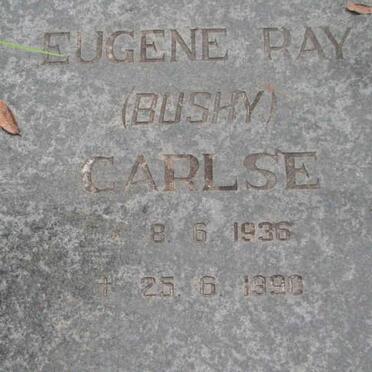 EUGENE RAY
(BUSHY)
CARLSE
* 8. 6. 1936
† 25. 6. 1990